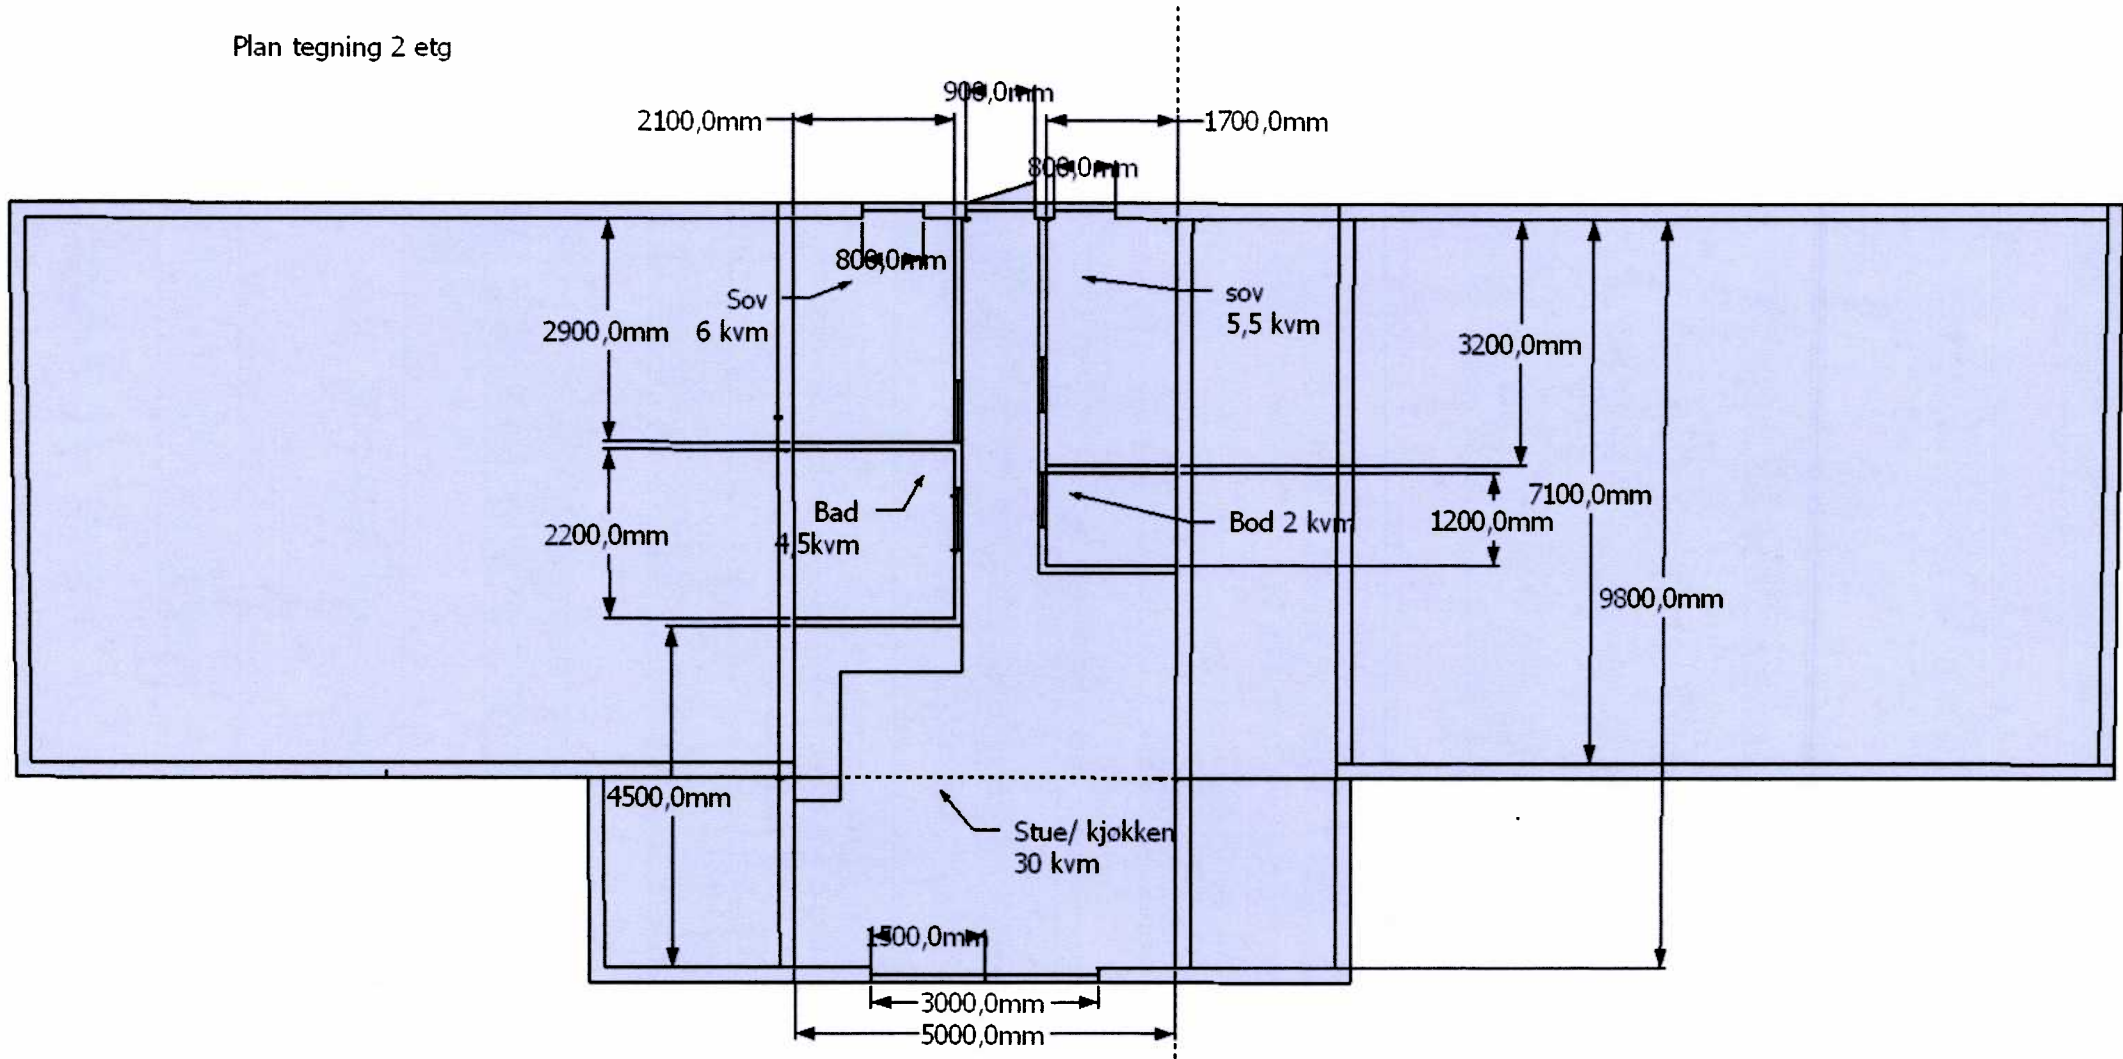 Plan tegning 2 etg
900,0mm
2100,0mm
1700,0mm
800,0mm
800,0mm
Sov
6 kvm
2900,0mm
sov
5,5 kvm
3200,0mm
7100,0mm
Bad
4,5kvm
2200,0mm
Bod 2 kvm
1200,0mm
9800,0mm
4500,0mm
Stue/ kjokken
30 kvm
1500,0mm
3000,0mm
5000,0mm